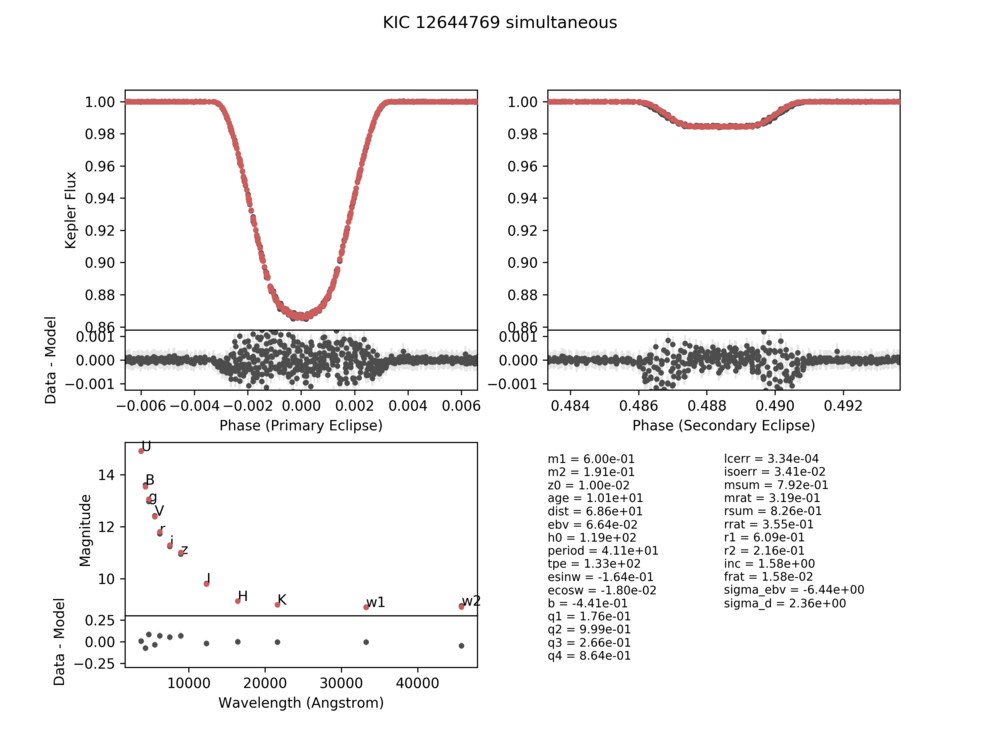 KIC 12644769 simultaneous
1.00
0.98
0.96
0.94
0.92
0.90
0.88
0.86
Kepler Flux
0.001
0.000
−0.001
Data - Model
−0.006 −0.004 −0.002 0.000 0.002 0.004 0.006
Phase (Primary Eclipse)
1.00
0.98
0.96
0.94
0.92
0.90
0.88
0.86
0.001
0.000
−0.001
0.484 0.486 0.488 0.490 0.492
Phase (Secondary Eclipse)
14
12
10
Magnitude
U
B
g
V
r
i
z
J
H
K
w1
w2
0.25
0.00
−0.25
Data - Model
10000 20000 30000 40000
Wavelength (Angstrom)
m1 = 6.00e-01
m2 = 1.91e-01
z0 = 1.00e-02
age = 1.01e+01
dist = 6.86e+01
ebv = 6.64e-02
h0 = 1.19e+02
period = 4.11e+01
tpe = 1.33e+02
esinw = -1.64e-01
ecosw = -1.80e-02
b = -4.41e-01
q1 = 1.76e-01
q2 = 9.99e-01
q3 = 2.66e-01
q4 = 8.64e-01
lcerr = 3.34e-04
isoerr = 3.41e-02
msum = 7.92e-01
mrat = 3.19e-01
rsum = 8.26e-01
rrat = 3.55e-01
r1 = 6.09e-01
r2 = 2.16e-01
inc = 1.58e+00
frat = 1.58e-02
sigma_ebv = -6.44e+00
sigma_d = 2.36e+00